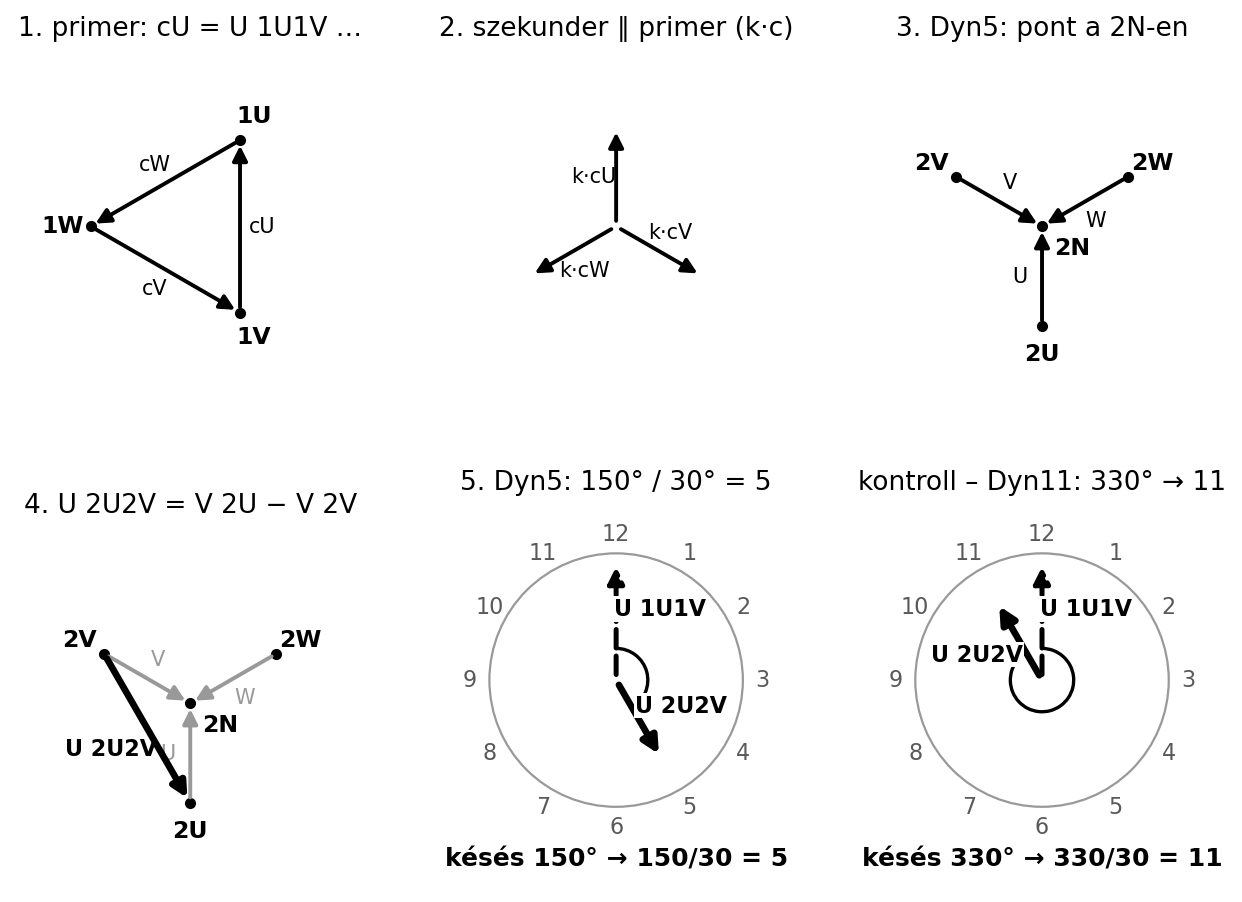 1. primer: cU = U 1U1V ...
1U
cW
1W
cU
cV
1V
2. szekunder ∥ primer (k·c)
k·cU
k·cV
k·cW
3. Dyn5: pont a 2N-en
2V
2W
V
W
2N
U
2U
4. U 2U2V = V 2U − V 2V
2V
2W
V
W
2N
U 2U2V
U
2U
5. Dyn5: 150° / 30° = 5
12
11
1
10
2
U 1U1V
9
3
U 2U2V
8
4
7
5
6
késés 150° → 150/30 = 5
kontroll – Dyn11: 330° → 11
12
11
1
10
2
U 1U1V
U 2U2V
9
3
8
4
7
5
6
késés 330° → 330/30 = 11